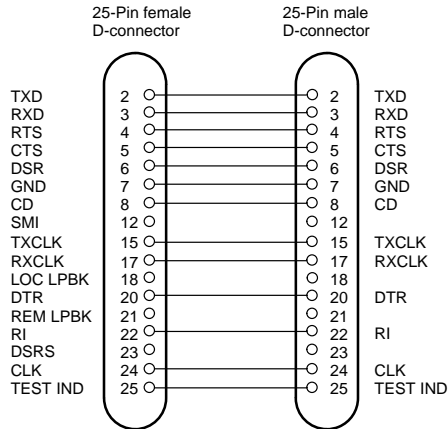 25-Pin female 25-Pin male
D-connector D-connector
TXD 2 2 TXD
RXD 3 3 RXD
RTS 4 4 RTS
CTS 5 5 CTS
DSR 6 6 DSR
GND 7 7 GND
CD 8 8 CD
SMI 12 12
TXCLK 15 15 TXCLK
RXCLK 17 17 RXCLK
LOC LPBK 18 18
DTR 20 20 DTR
REM LPBK 21 21
RI 22 22 RI
DSRS 23 23
CLK 24 24 CLK
TEST IND 25 25 TEST IND